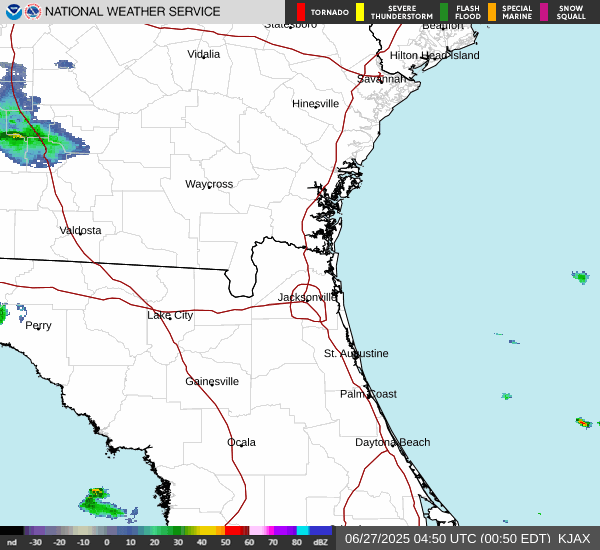 NATIONAL WEATHER SERVICE
TORNADO
SEVERE THUNDERSTORM
FLASH FLOOD
SPECIAL MARINE
SNOW SQUALL
Statesboro
Beaufort
Vidalia
Hilton Head Island
Savannah
Hinesville
Waycross
Valdosta
Jacksonville
Lake City
Perry
St. Augustine
Gainesville
Palm Coast
Ocala
Daytona Beach
nd -30 -20 -10 0 10 20 30 40 50 60 70 80 dBZ
06/27/2025 04:50 UTC (00:50 EDT) KJAX